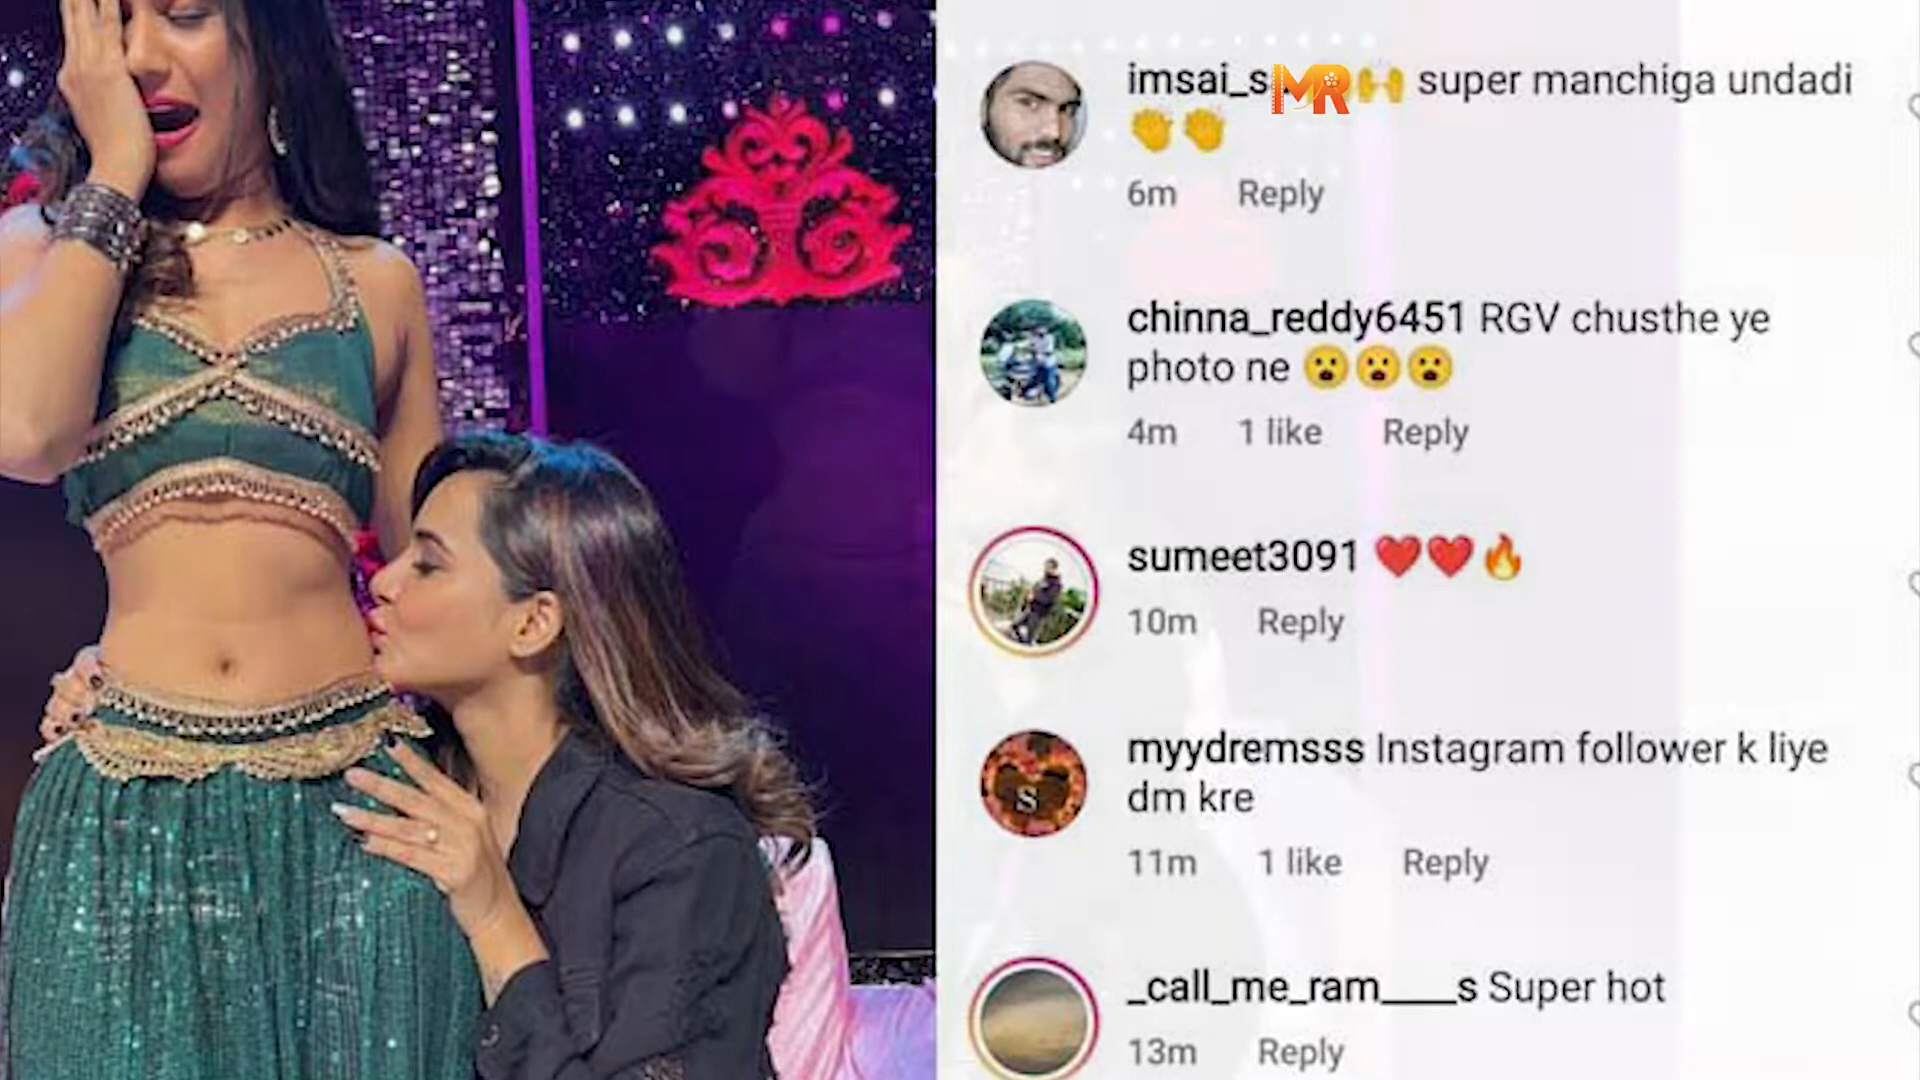 imsai_s MR 🙌 super manchiga undadi
👏👏
6m Reply
chinna_reddy6451 RGV chusthe ye
photo ne 😮😮😮
4m 1 like Reply
sumeet3091 ❤️❤️🔥
10m Reply
myydremsss Instagram follower k liye
dm kre
S
11m 1 like Reply
_call_me_ram____s Super hot
13m Reply